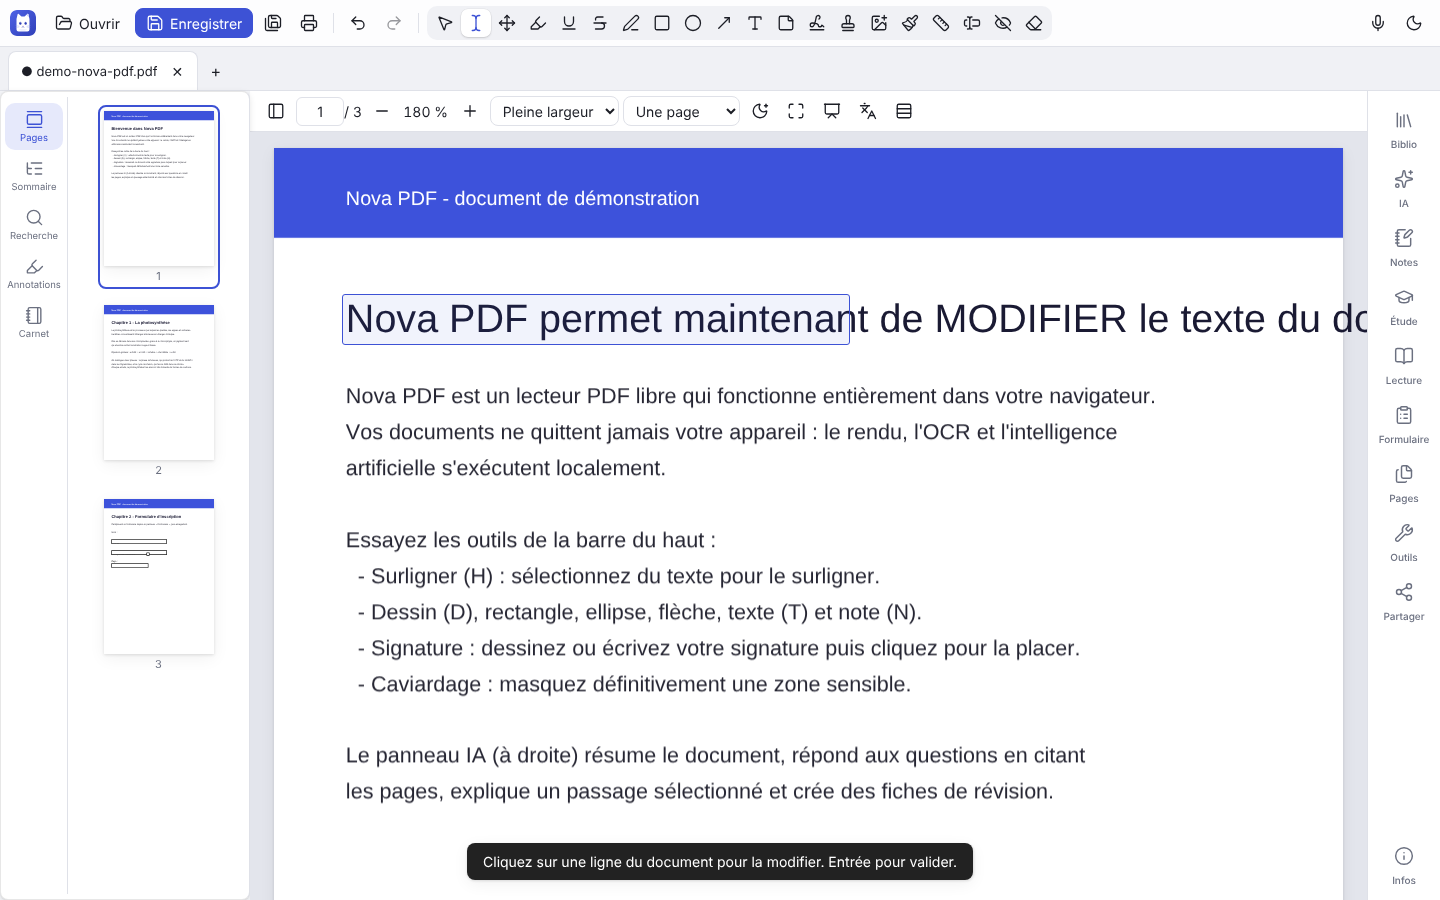 Ouvrir
Enregistrer
demo-nova-pdf.pdf
1 / 3
180 %
Pleine largeur
Une page
Pages
Sommaire
Recherche
Annotations
Carnet
1
2
3
Nova PDF - document de démonstration
Nova PDF permet maintenant de MODIFIER le texte du do
Nova PDF est un lecteur PDF libre qui fonctionne entièrement dans votre navigateur.
Vos documents ne quittent jamais votre appareil : le rendu, l'OCR et l'intelligence
artificielle s'exécutent localement.
Essayez les outils de la barre du haut :
- Surligner (H) : sélectionnez du texte pour le surligner.
- Dessin (D), rectangle, ellipse, flèche, texte (T) et note (N).
- Signature : dessinez ou écrivez votre signature puis cliquez pour la placer.
- Caviardage : masquez définitivement une zone sensible.
Le panneau IA (à droite) résume le document, répond aux questions en citant
les pages, explique un passage sélectionné et crée des fiches de révision.
Cliquez sur une ligne du document pour la modifier. Entrée pour valider.
Biblio
IA
Notes
Étude
Lecture
Formulaire
Pages
Outils
Partager
Infos